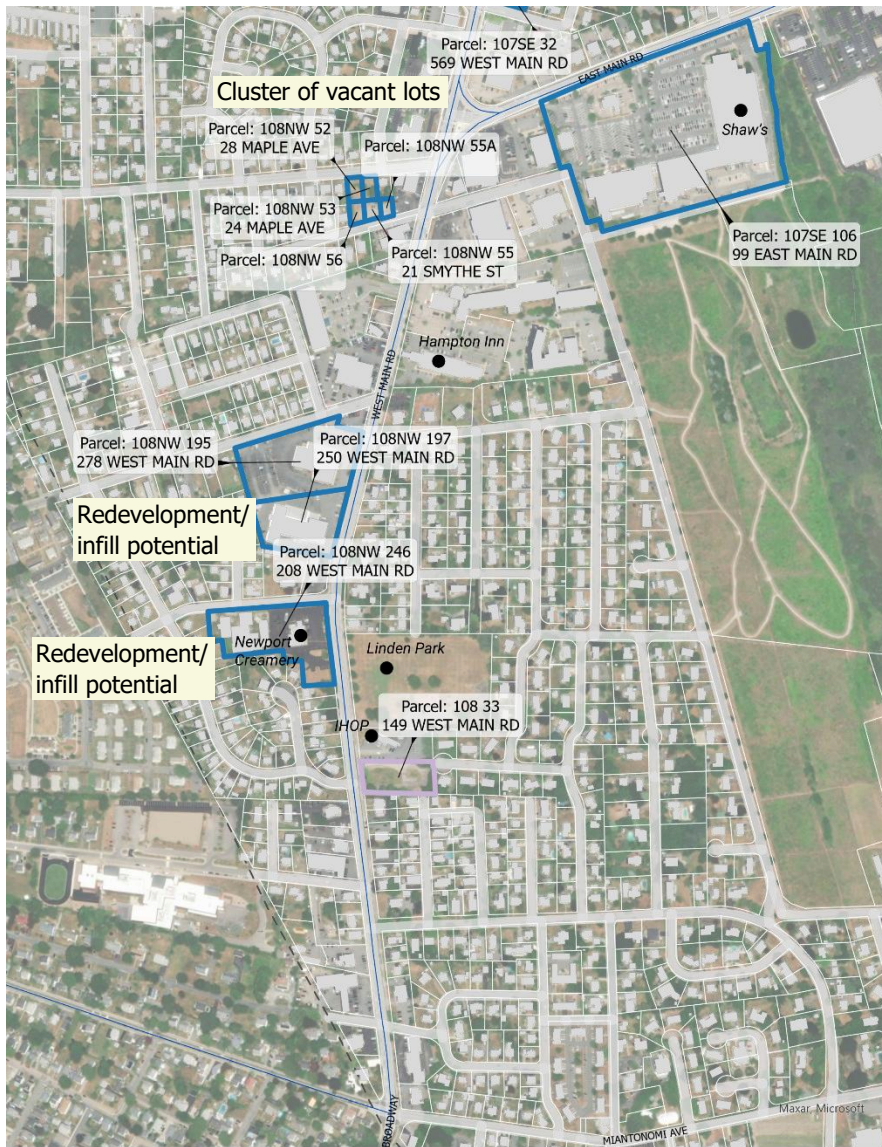 Parcel: 107SE 32
569 WEST MAIN RD
EAST MAIN RD
Cluster of vacant lots
Shaw's
Parcel: 108NW 52
28 MAPLE AVE
Parcel: 108NW 55A
Parcel: 108NW 53
24 MAPLE AVE
Parcel: 108NW 56
Parcel: 108NW 55
21 SMYTHE ST
Parcel: 107SE 106
99 EAST MAIN RD
Hampton Inn
WEST MAIN RD
Parcel: 108NW 195
278 WEST MAIN RD
Parcel: 108NW 197
250 WEST MAIN RD
Redevelopment/
infill potential
Parcel: 108NW 246
208 WEST MAIN RD
Newport
Creamery
Redevelopment/
infill potential
Linden Park
Parcel: 108 33
149 WEST MAIN RD
IHOP
BROADWAY
MIANTONOMI AVE
Maxar, Microsoft